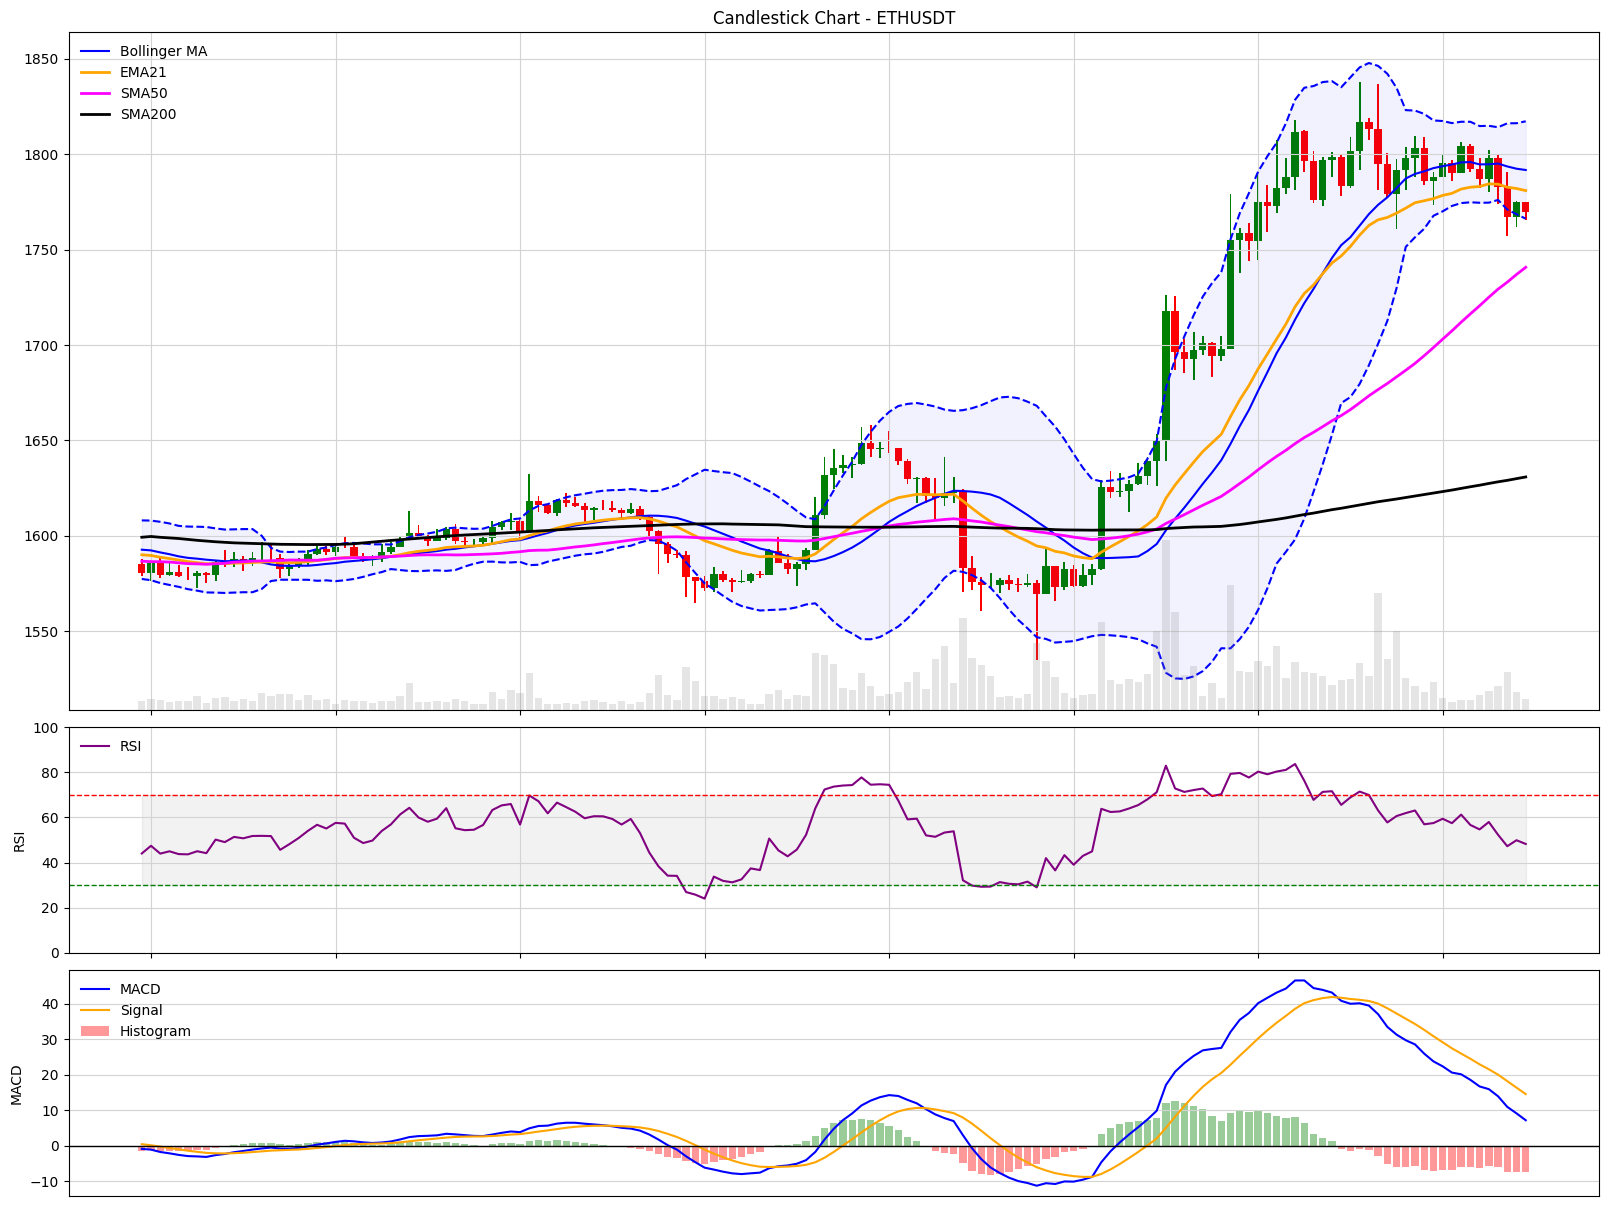 Candlestick Chart - ETHUSDT
Bollinger MA
EMA21
SMA50
SMA200
1850
1800
1750
1700
1650
1600
1550
RSI
100
80
60
40
20
0
RSI
MACD
Signal
Histogram
40
30
20
10
0
−10
MACD